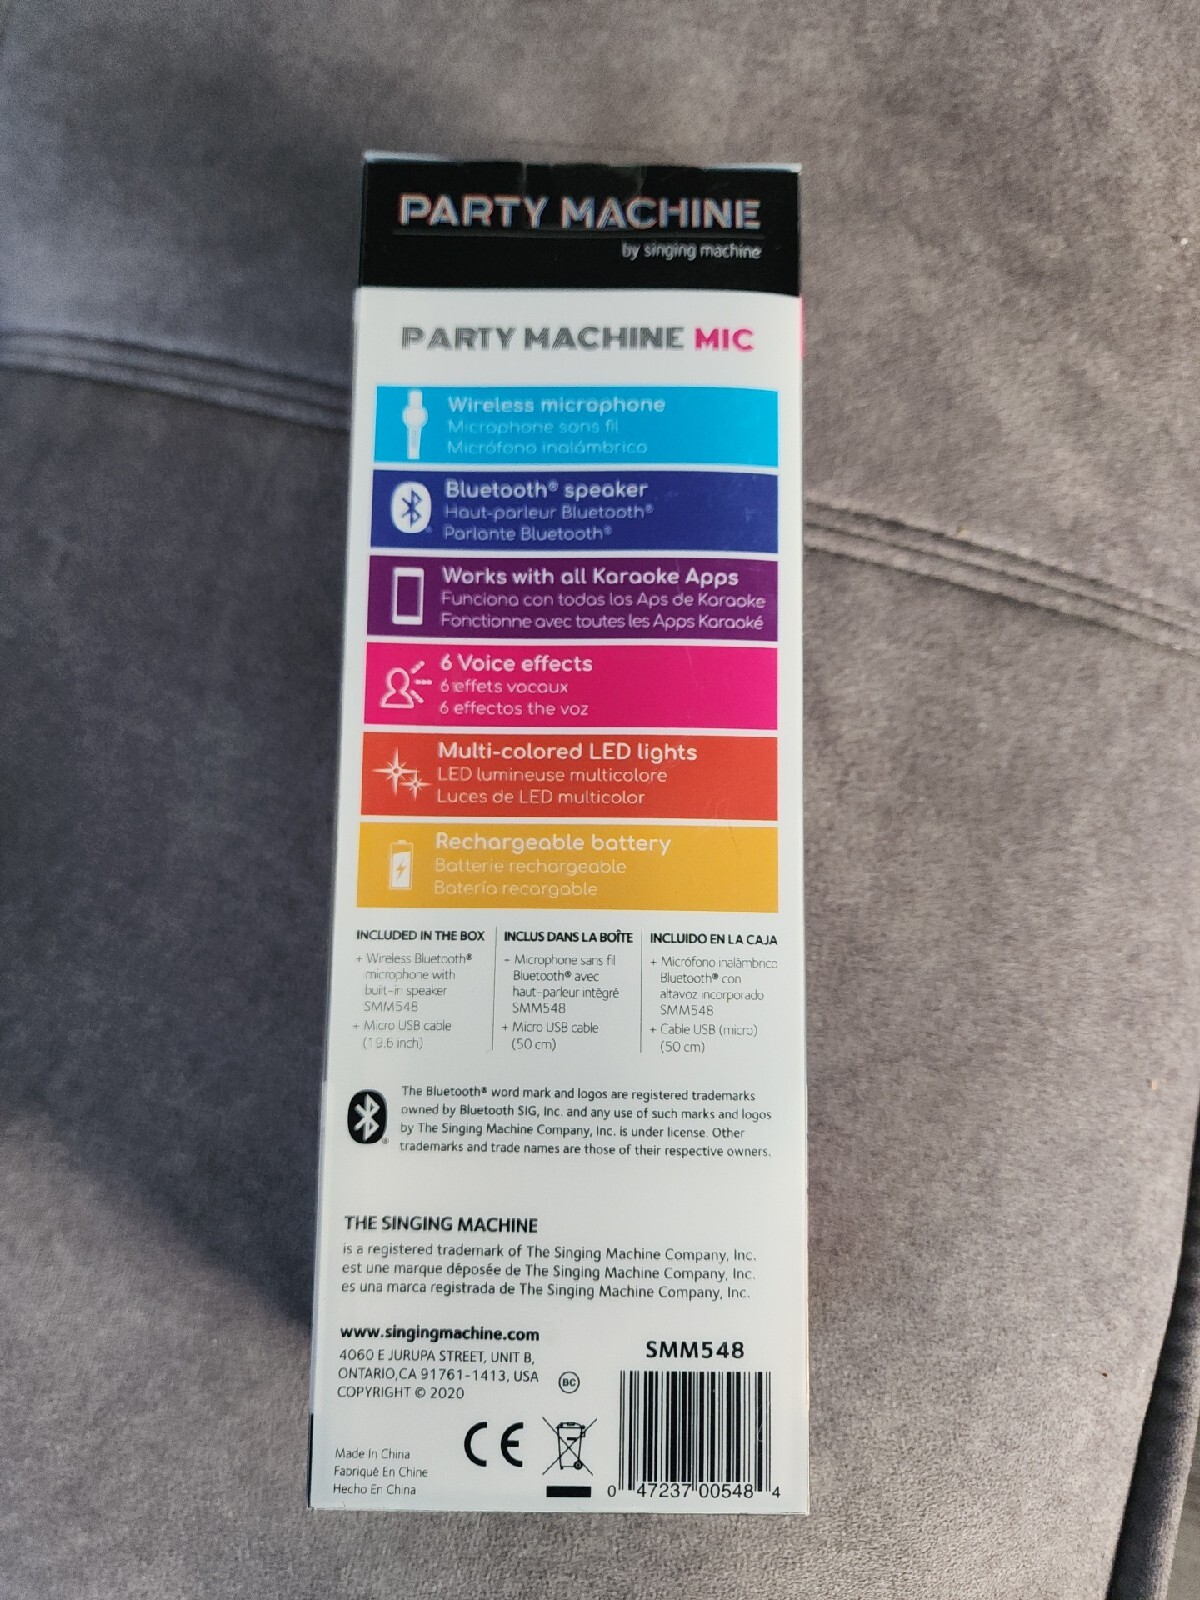 PARTY MACHINE
by singing machine
PARTY MACHINE MIC
Wireless microphone
Microphone sans fil
Micrófono inalámbrico
Bluetooth® speaker
Haut-parleur Bluetooth®
Parlante Bluetooth®
Works with all Karaoke Apps
Funciona con todas las Aps de Karaoke
Fonctionne avec toutes les Apps Karaoké
6 Voice effects
6 effets vocaux
6 effectos the voz
Multi-colored LED lights
LED lumineuse multicolore
Luces de LED multicolor
Rechargeable battery
Batterie rechargeable
Batería recargable
INCLUDED IN THE BOX
+ Wireless Bluetooth®
microphone with
built-in speaker
SMM548
+ Micro USB cable
(19.6 inch)
INCLUS DANS LA BOÎTE
+ Microphone sans fil
Bluetooth® avec
haut-parleur intégré
SMM548
+ Micro USB cable
(50 cm)
INCLUIDO EN LA CAJA
+ Micrófono inalámbrico
Bluetooth® con
altavoz incorporado
SMM548
+ Cable USB (micro)
(50 cm)
The Bluetooth® word mark and logos are registered trademarks
owned by Bluetooth SIG, Inc. and any use of such marks and logos
by The Singing Machine Company, Inc. is under license. Other
trademarks and trade names are those of their respective owners.
THE SINGING MACHINE
is a registered trademark of The Singing Machine Company, Inc.
est une marque déposée de The Singing Machine Company, Inc.
es una marca registrada de The Singing Machine Company, Inc.
www.singingmachine.com
4060 E JURUPA STREET, UNIT B,
ONTARIO,CA 91761-1413, USA
COPYRIGHT © 2020
BC
SMM548
CE
Made In China
Fabriqué En Chine
Hecho En China
0 47237 00548 4